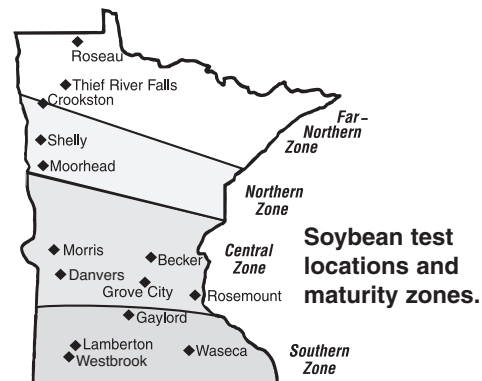 Roseau
Thief River Falls
Crookston
Far–
Northern
Zone
Shelly
Moorhead
Northern
Zone
Soybean test
locations and
maturity zones.
Morris
Becker
Central
Zone
Danvers
Grove City
Rosemount
Gaylord
Lamberton
Westbrook
Waseca
Southern
Zone